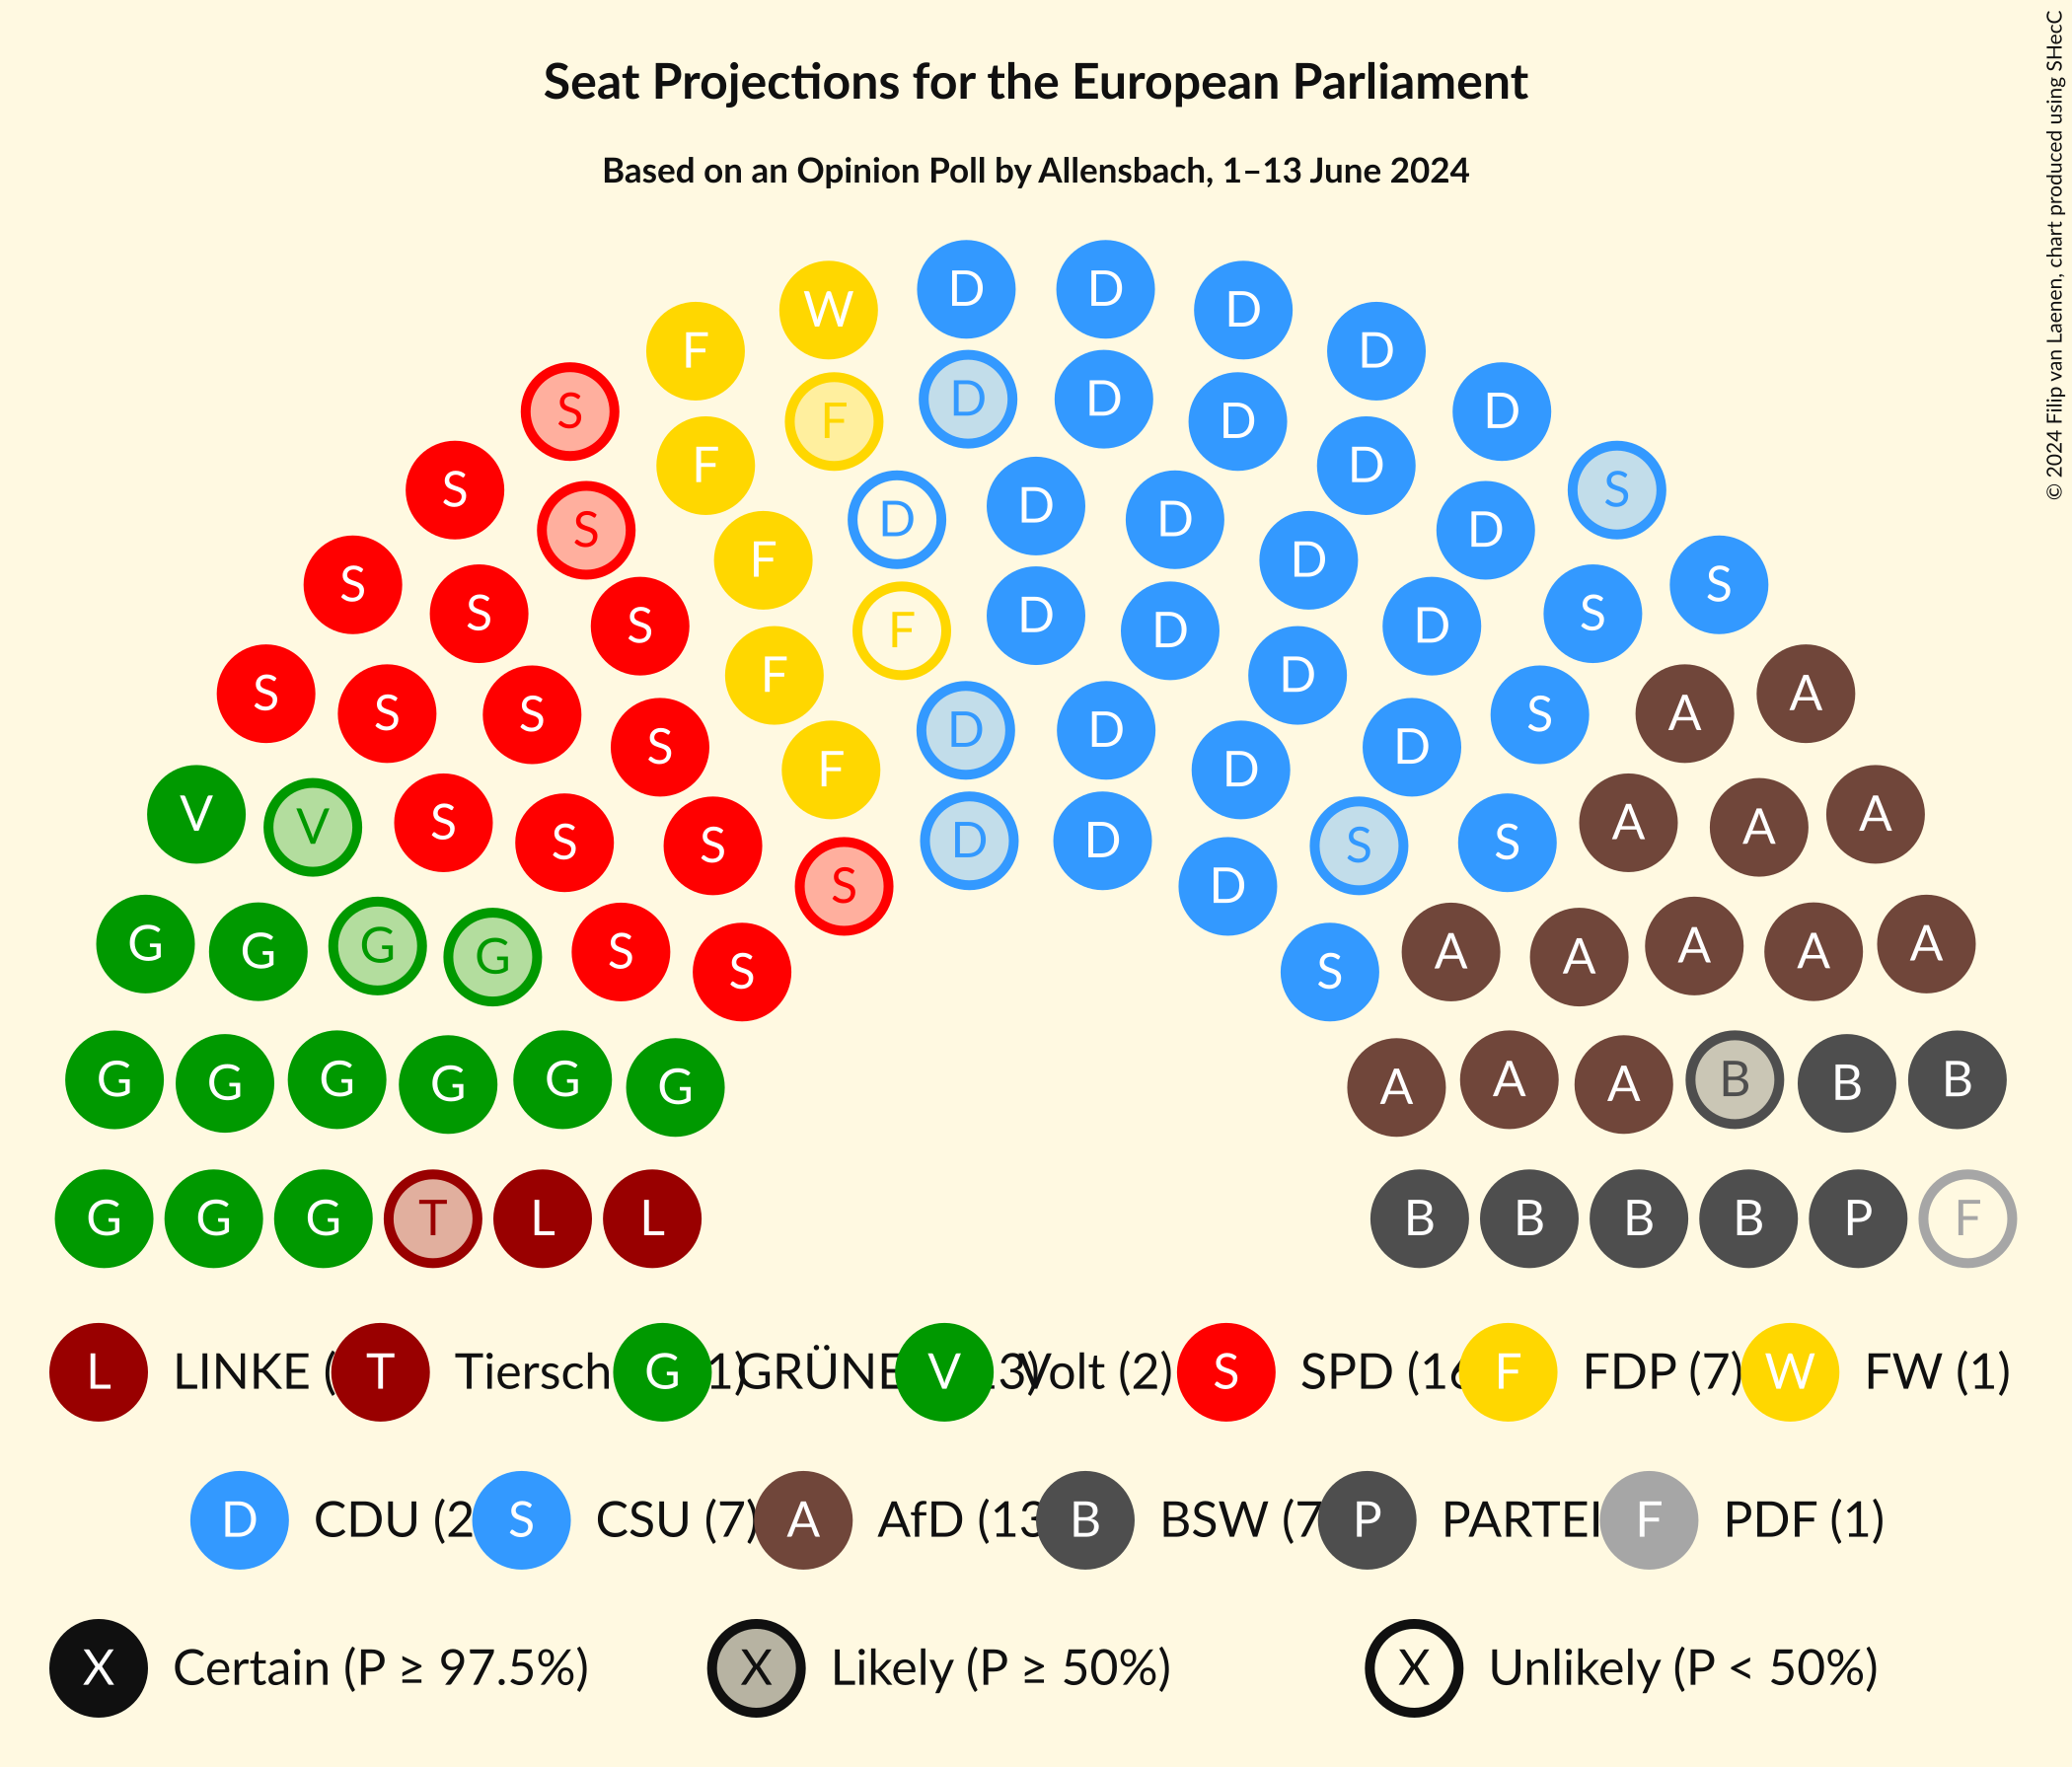 Seat Projections for the European Parliament
Based on an Opinion Poll by Allensbach, 1–13 June 2024
© 2024 Filip van Laenen, chart produced using SHecC
D D
W D
F D
D D
S D
F D
F D
S S
S D D D D
F D
S S
S D S
S F D D
F D
S A
S S S A
D D
S D
F D
V V S A A A
S S D D S S
S D
G G G G S A A A A A
S S
G G G G G G A A A B B B
G G G T L L B B B B P F
L LINKE ( T Tiersch G 1) GRÜNE V 3) Volt (2) S SPD (16 F FDP (7) W FW (1)
D CDU (2 S CSU (7) A AfD (13 B BSW (7 P PARTEI F PDF (1)
X Certain (P ≥ 97.5%) X Likely (P ≥ 50%) X Unlikely (P < 50%)